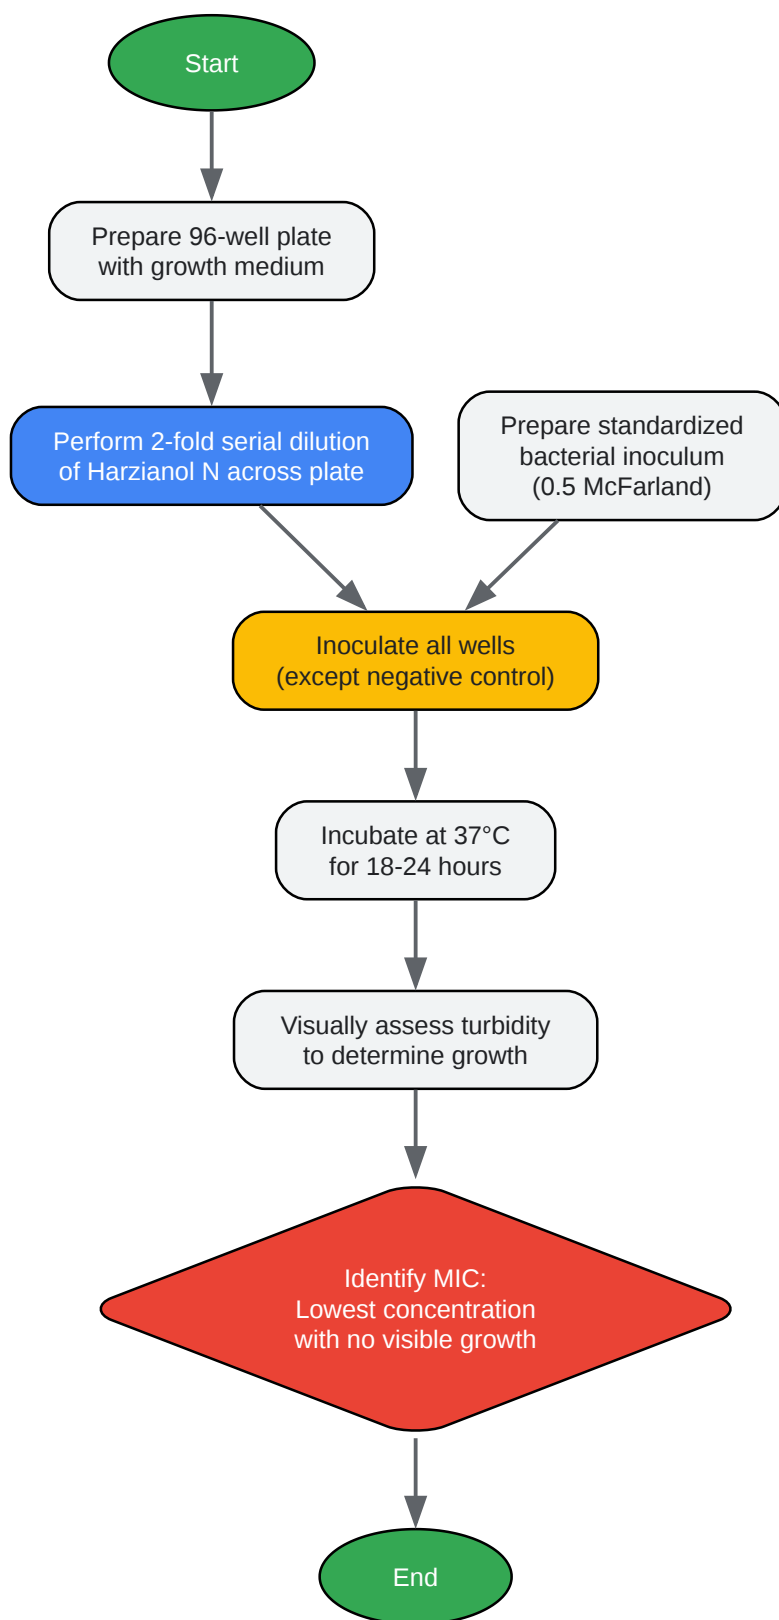 Start
Prepare 96-well plate
with growth medium
Perform 2-fold serial dilution
of Harzianol N across plate
Prepare standardized
bacterial inoculum
(0.5 McFarland)
Inoculate all wells
(except negative control)
Incubate at 37°C
for 18-24 hours
Visually assess turbidity
to determine growth
Identify MIC:
Lowest concentration
with no visible growth
End